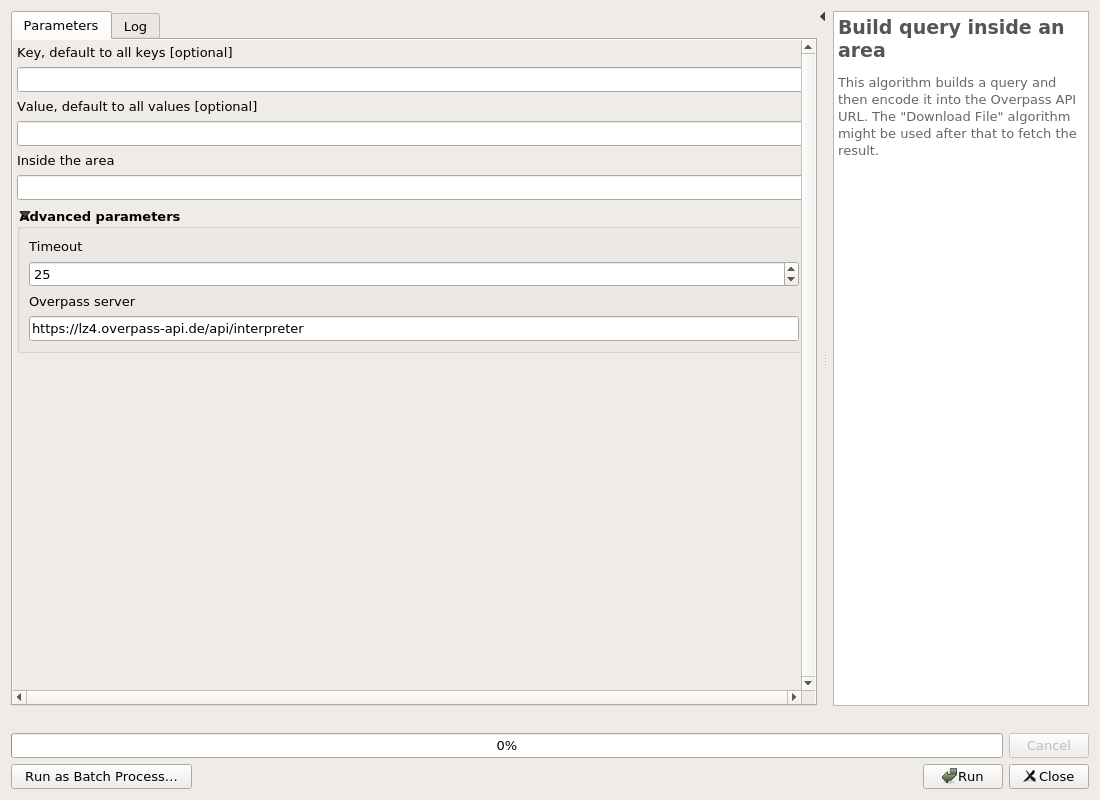 Parameters
Log
Key, default to all keys [optional]
Value, default to all values [optional]
Inside the area
Advanced parameters
Timeout
25
Overpass server
https://lz4.overpass-api.de/api/interpreter
Build query inside an
area
This algorithm builds a query and
then encode it into the Overpass API
URL. The "Download File" algorithm
might be used after that to fetch the
result.
0%
Cancel
Run as Batch Process...
Run
Close